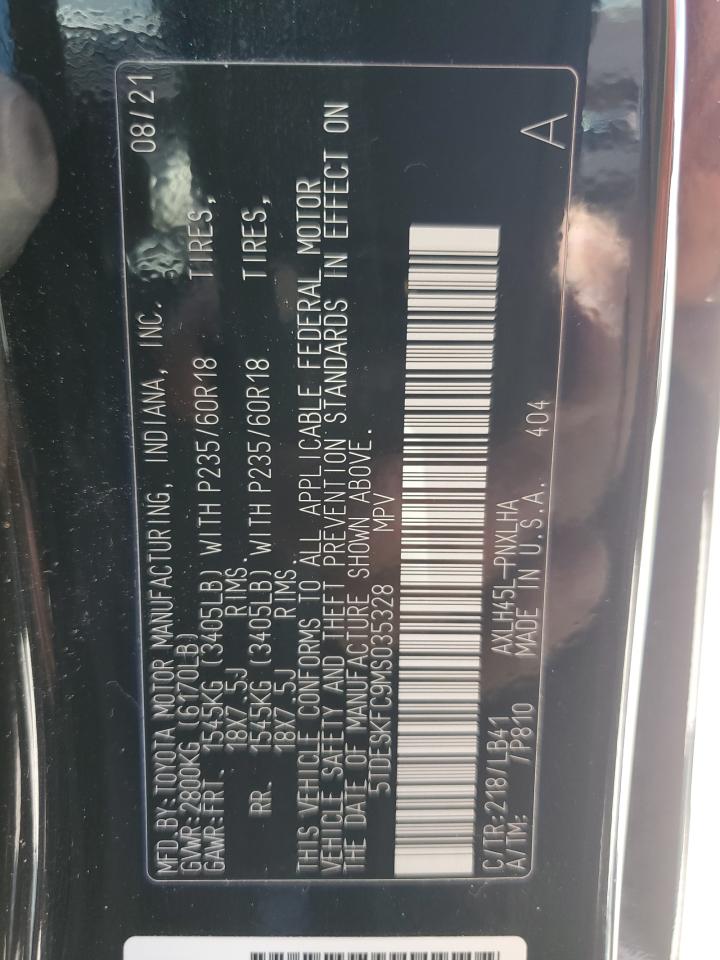 MFD.BY:TOYOTA MOTOR MANUFACTURING, INDIANA, INC. 08/21
GVWR:2800KG (6170LB)
GAWR:FRT. 1545KG (3405LB) WITH P235/60R18 TIRES,
18X7.5J RIMS.
RR. 1545KG (3405LB) WITH P235/60R18 TIRES,
18X7.5J RIMS.
THIS VEHICLE CONFORMS TO ALL APPLICABLE FEDERAL MOTOR
VEHICLE SAFETY AND THEFT PREVENTION STANDARDS IN EFFECT ON
THE DATE OF MANUFACTURE SHOWN ABOVE.
5TDESKFC9MS035328 MPV
C/TR:218/LB41 AXLH45L-PNXLHA
A/TM: /P810 MADE IN U.S.A. 404 A